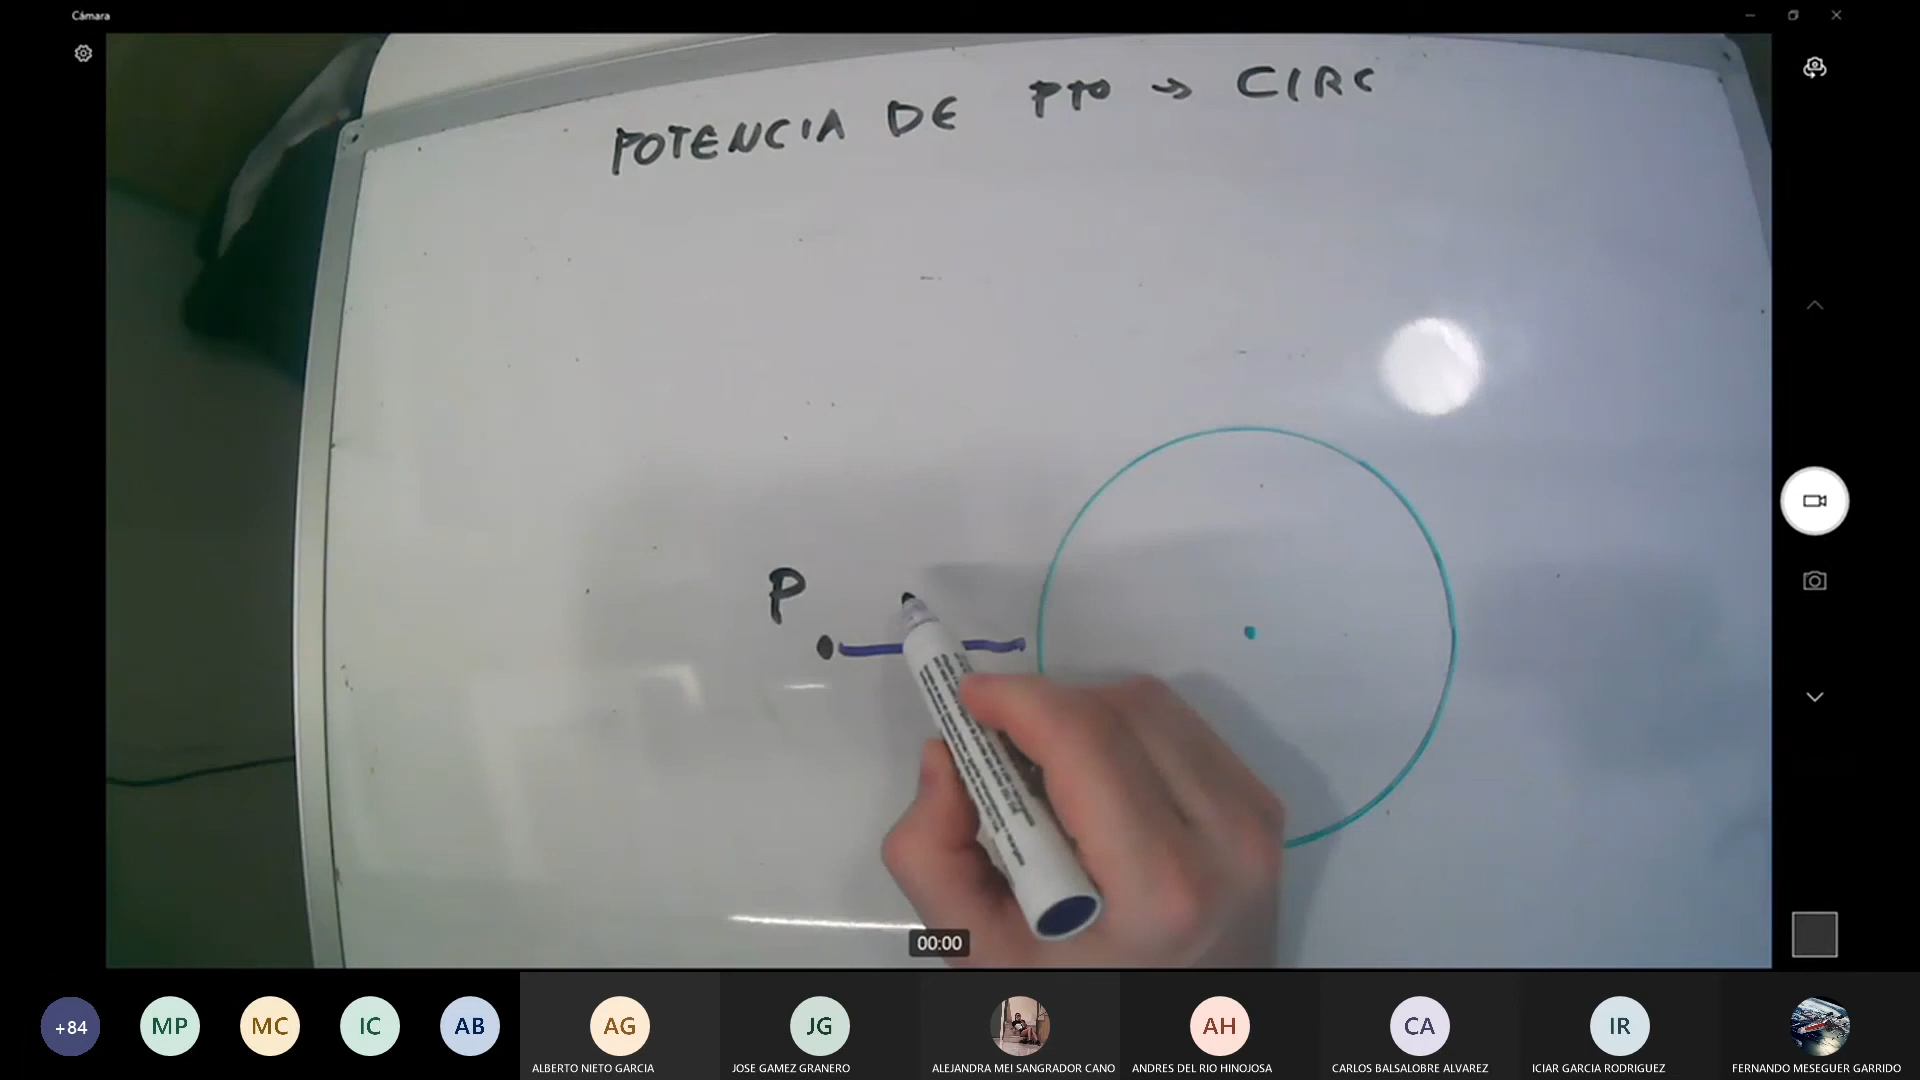 Cámara
POTENCIA DE PTO → CIRC
P
00:00
+84
MP
MC
IC
AB
AG
JG
AH
CA
IR
ALBERTO NIETO GARCIA
JOSE GAMEZ GRANERO
ALEJANDRA MEI SANGRADOR CANO
ANDRES DEL RIO HINOJOSA
CARLOS BALSALOBRE ALVAREZ
ICIAR GARCIA RODRIGUEZ
FERNANDO MESEGUER GARRIDO